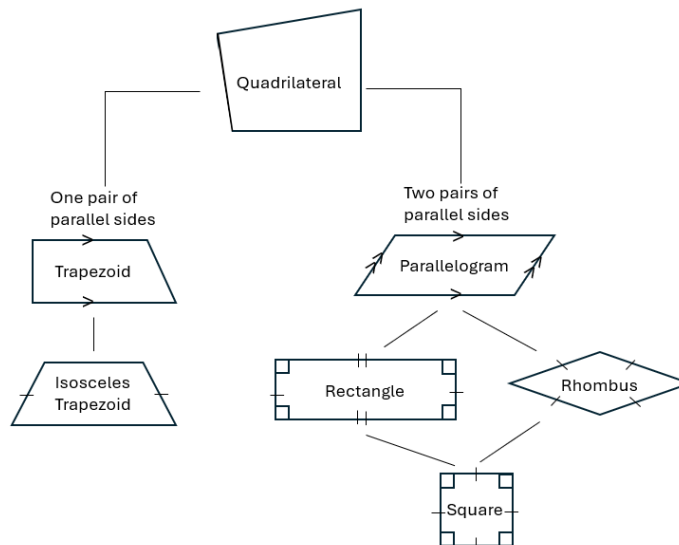 Quadrilateral
One pair of
parallel sides
Two pairs of
parallel sides
Trapezoid
Parallelogram
Isosceles
Trapezoid
Rectangle
Rhombus
Square